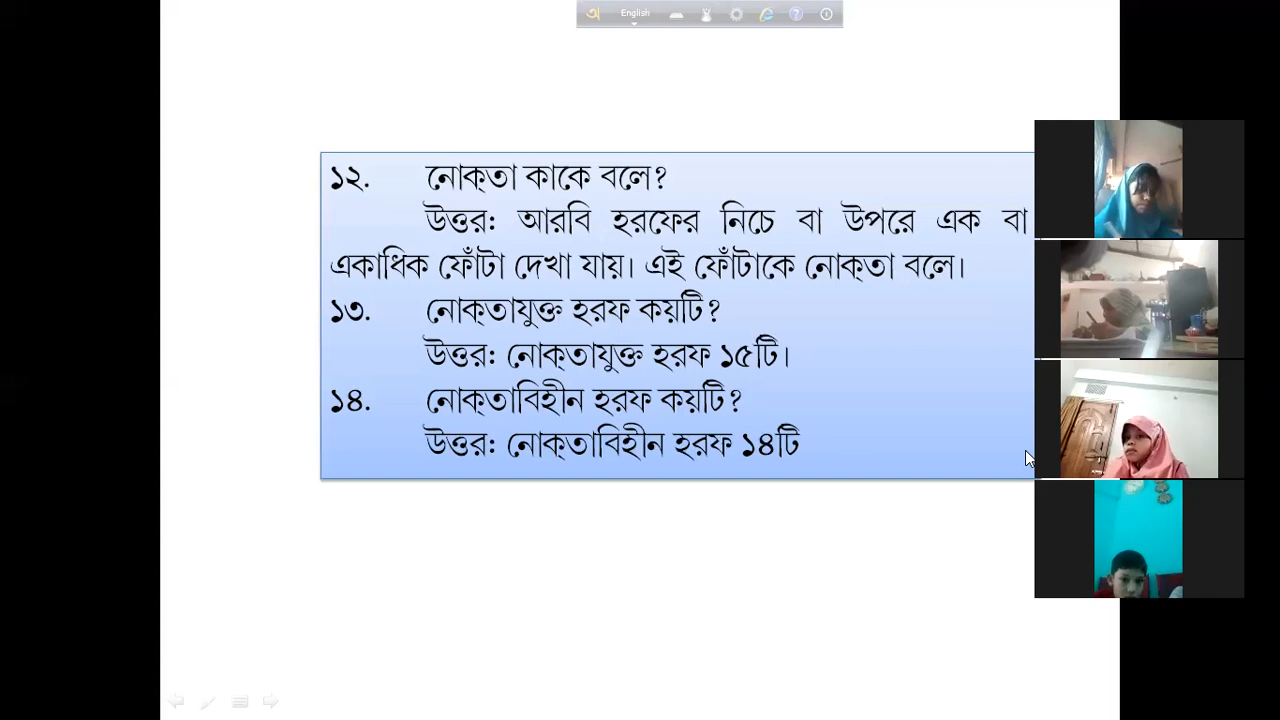 English
১২. নোক্‌তা কাকে বলে?
উত্তর: আরবি হরফের নিচে বা উপরে এক বা
একাধিক ফোঁটা দেখা যায়। এই ফোঁটাকে নোক্‌তা বলে।
১৩. নোক্‌তাযুক্ত হরফ কয়টি?
উত্তর: নোক্‌তাযুক্ত হরফ ১৫টি।
১৪. নোক্‌তাবিহীন হরফ কয়টি?
উত্তর: নোক্‌তাবিহীন হরফ ১৪টি